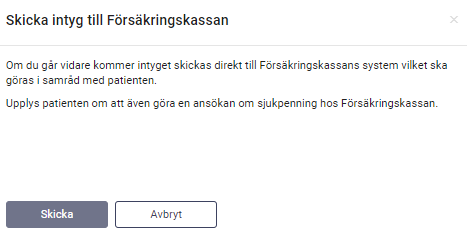 Skicka intyg till Försäkringskassan
×
Om du går vidare kommer intyget skickas direkt till Försäkringskassans system vilket ska
göras i samråd med patienten.
Upplys patienten om att även göra en ansökan om sjukpenning hos Försäkringskassan.
Skicka
Avbryt